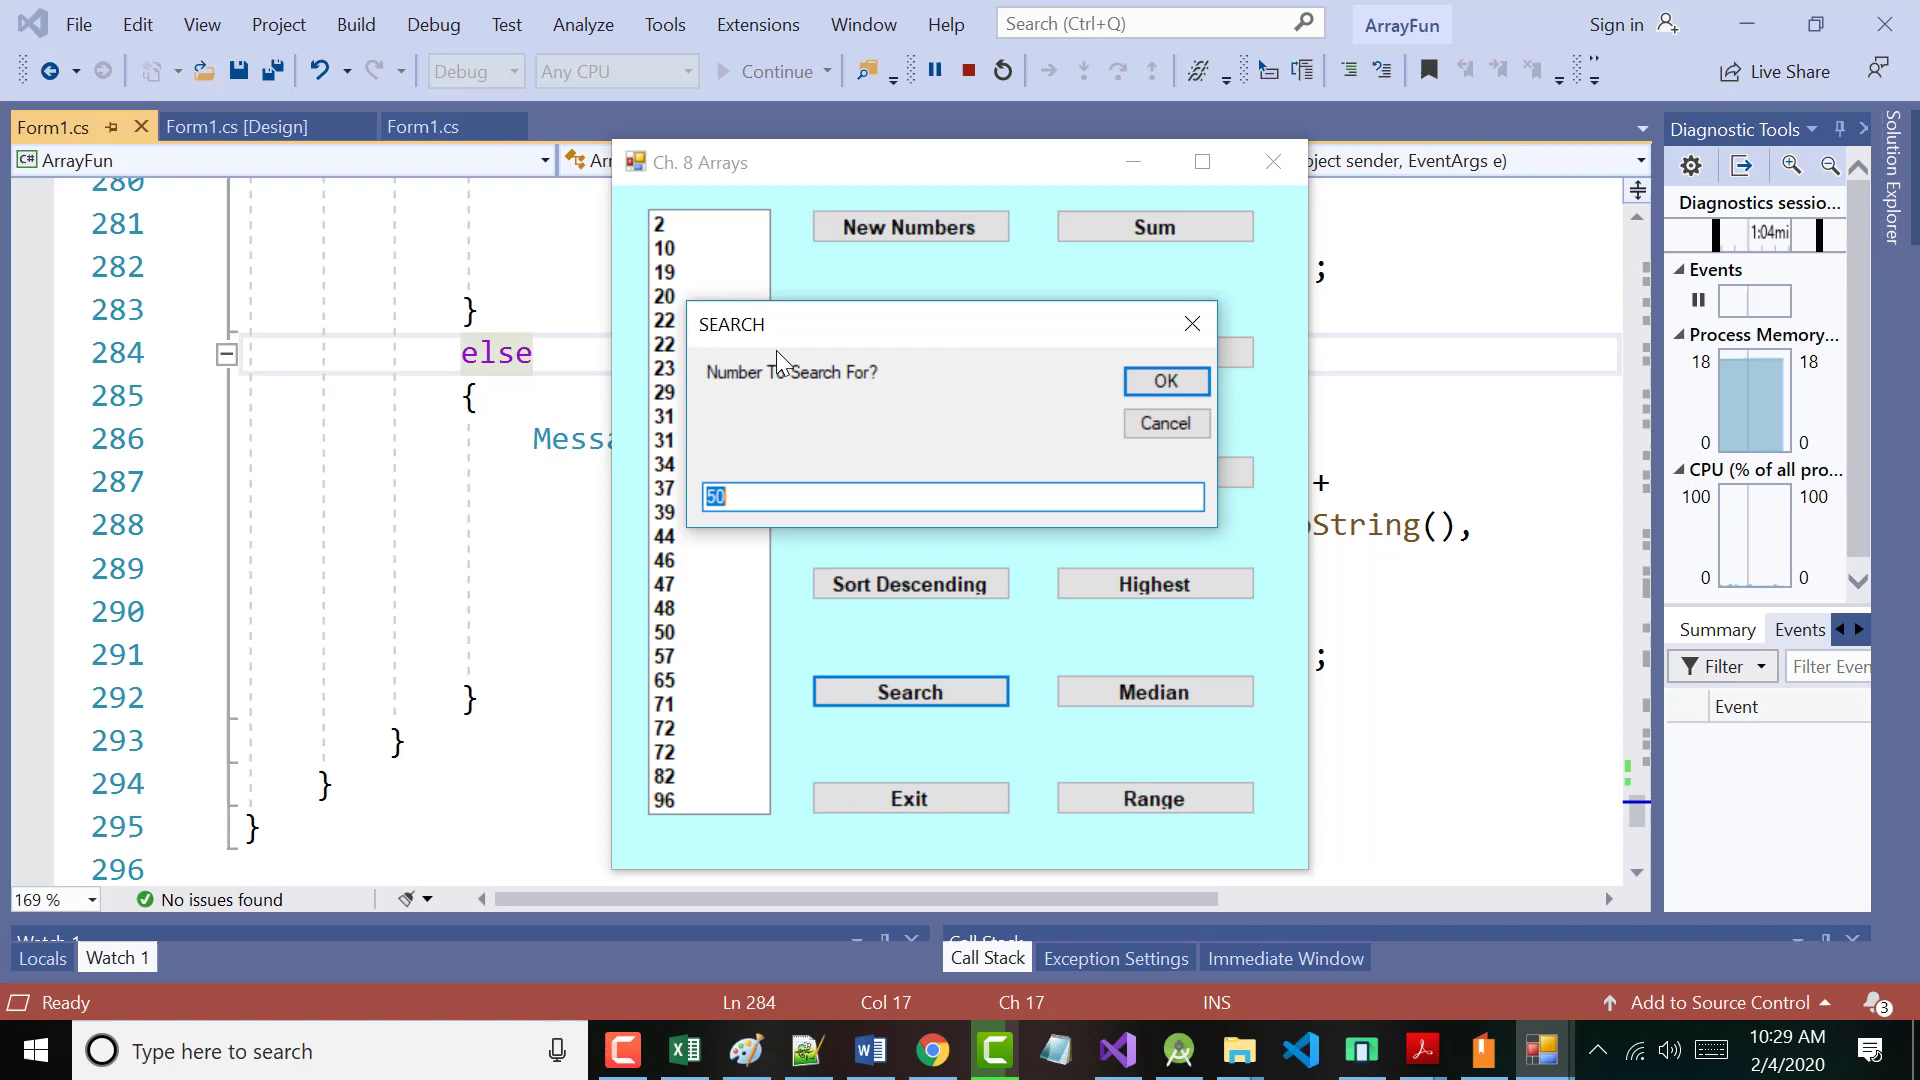 File Edit View Project Build Debug Test Analyze Tools Extensions Window Help Search (Ctrl+Q) ArrayFun Sign in
Debug Any CPU Continue Live Share
Form1.cs Form1.cs [Design] Form1.cs
ArrayFun
ject sender, EventArgs e)
Ch. 8 Arrays
Diagnostic Tools
Solution Explorer
Diagnostics sessio...
1:04mi
Events
Process Memory...
18 18
0 0
CPU (% of all pro...
100 100
0 0
Summary Events
Filter Filter Even
Event
280
281
282 ;
283 }
284 else
285 {
286 Messa
287 +
288 String(),
289
290
291 ;
292 }
293 }
294 }
295 }
296
2
10
19
20
22
22
23
29
31
31
34
37
39
44
46
47
48
50
57
65
71
72
72
82
96
New Numbers Sum
SEARCH
Number To Search For?
OK
Cancel
50
Sort Descending Highest
Search Median
Exit Range
169 % No issues found
Watch 1 Call Stack
Locals Watch 1 Call Stack Exception Settings Immediate Window
Ready Ln 284 Col 17 Ch 17 INS Add to Source Control 3
Type here to search
10:29 AM
2/4/2020